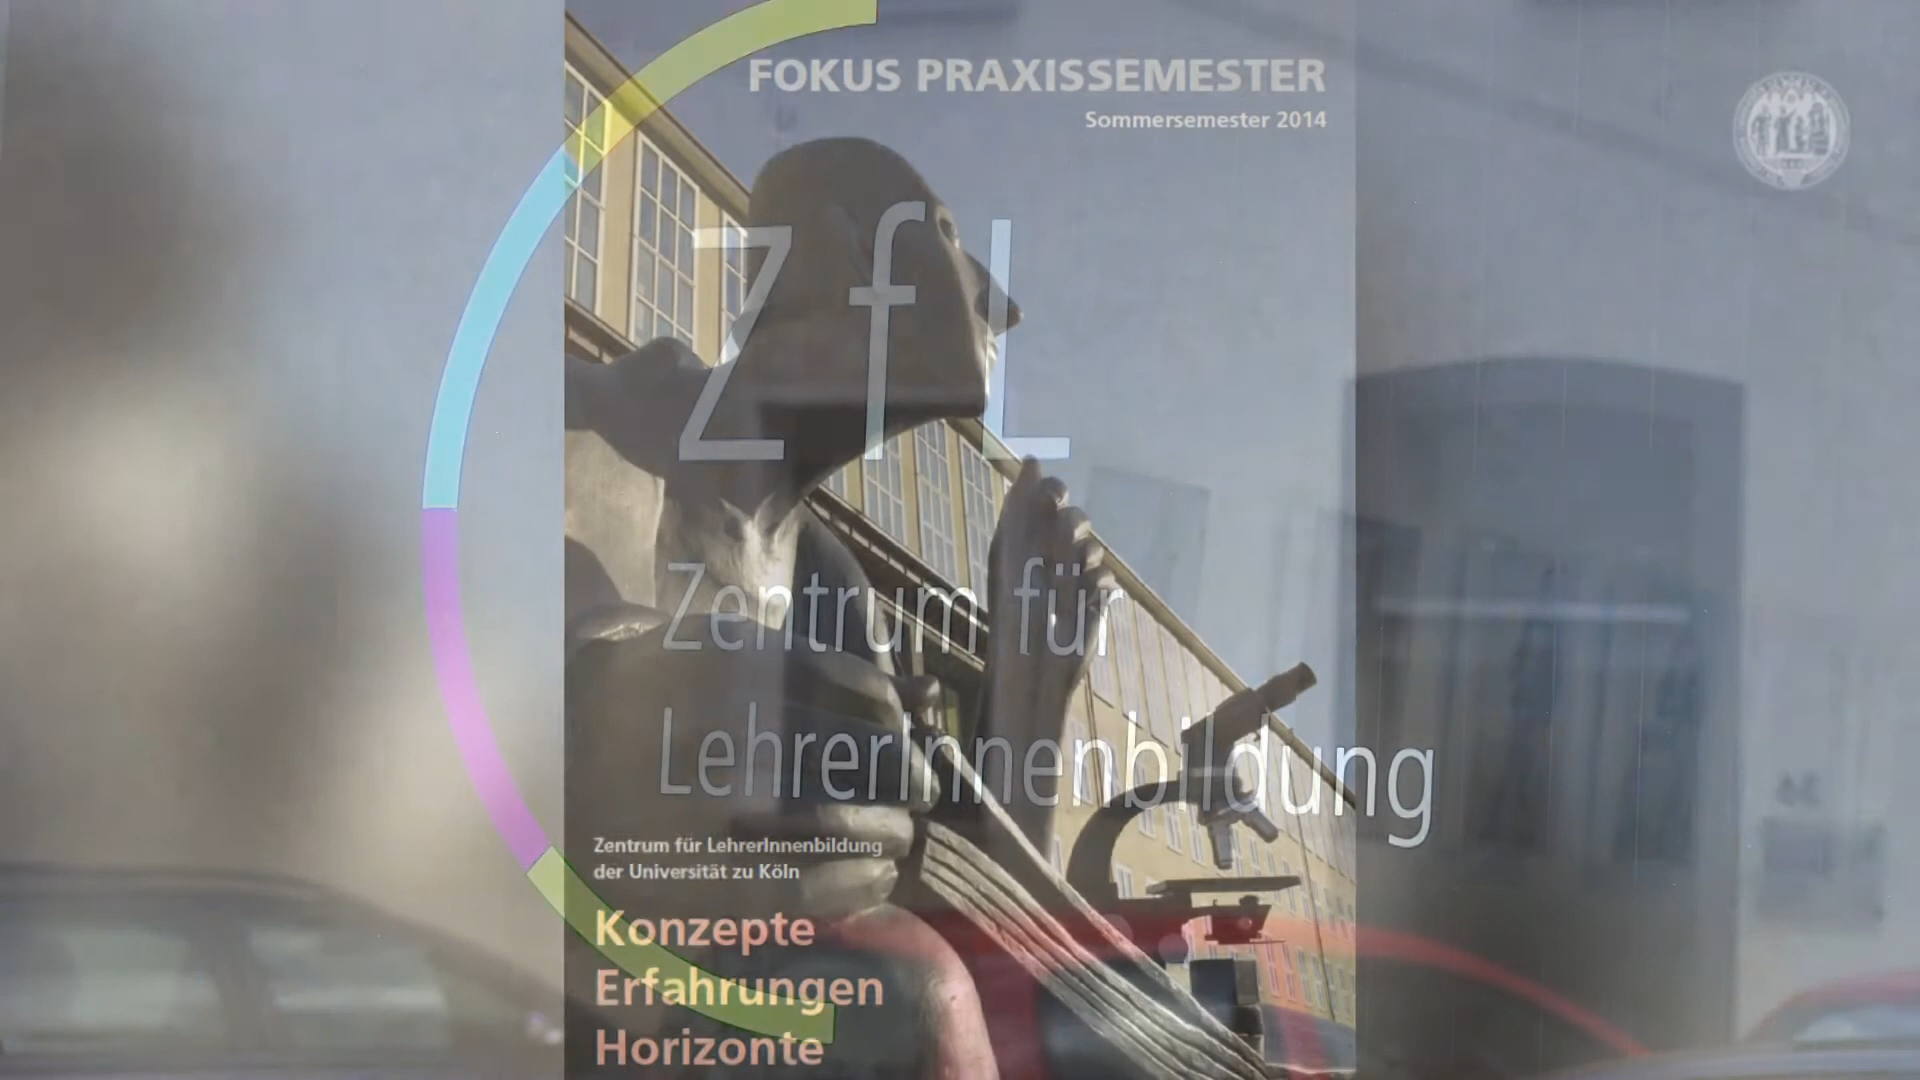 FOKUS PRAXISSEMESTER
Sommersemester 2014
ZfL
Zentrum für
LehrerInnenbildung
Zentrum für LehrerInnenbildung
der Universität zu Köln
Konzepte
Erfahrungen
Horizonte